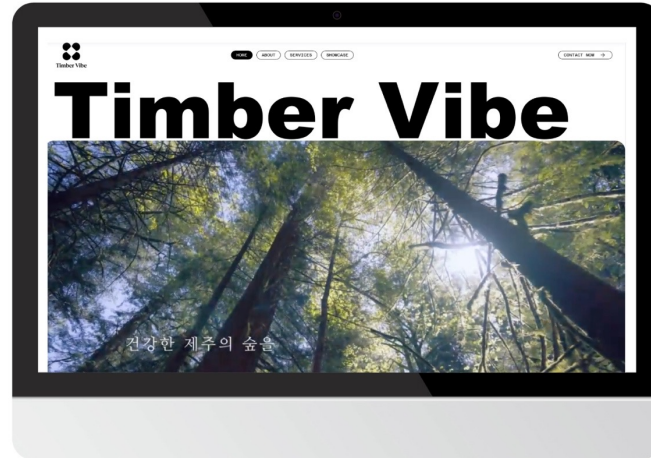 Timber Vibe
HOME
ABOUT
SERVICES
SHOWCASE
CONTACT NOW →
Timber Vibe
건강한 제주의 숲을